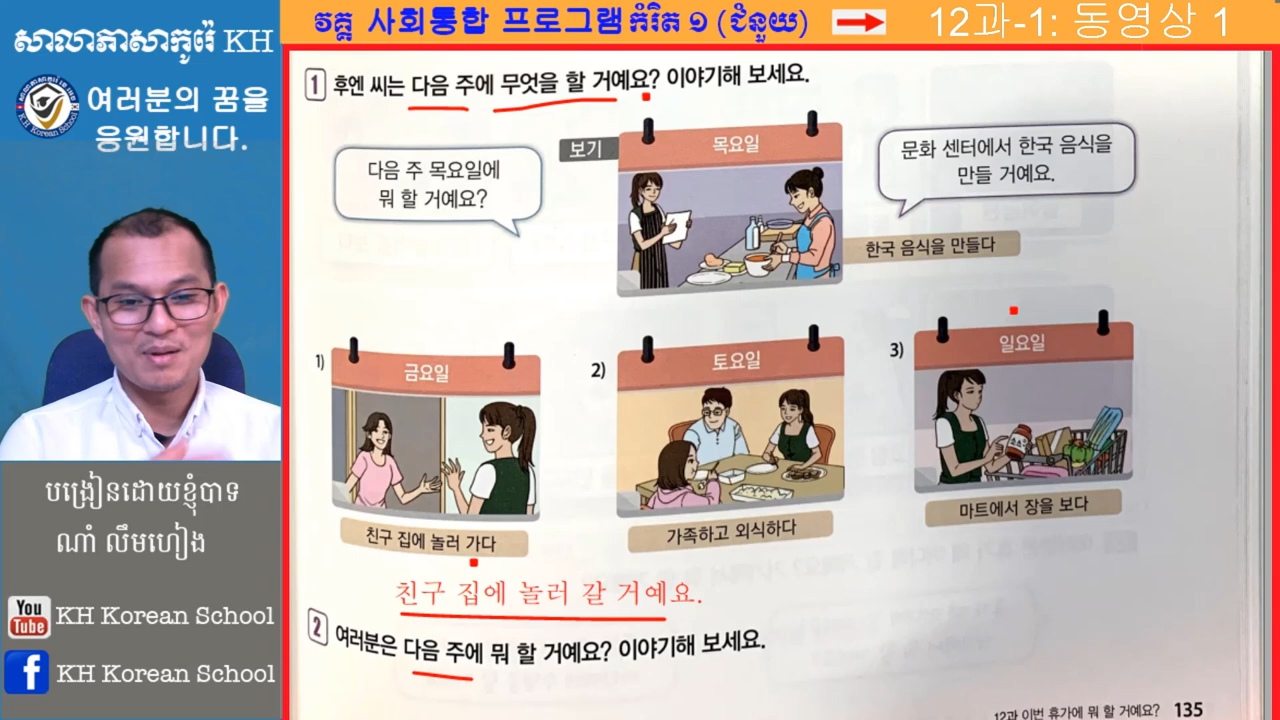 សាលាភាសាកូរ៉េ KH
여러분의 꿈을
응원합니다.
វគ្គ 사회통합 프로그램 កំរិត ១ (ជំនួយ)
12과-1: 동영상 1
1 후엔 씨는 다음 주에 무엇을 할 거예요? 이야기해 보세요.
보기
다음 주 목요일에
뭐 할 거예요?
목요일
문화 센터에서 한국 음식을
만들 거예요.
한국 음식을 만들다
1)
금요일
친구 집에 놀러 가다
2)
토요일
가족하고 외식하다
3)
일요일
마트에서 장을 보다
친구 집에 놀러 갈 거예요.
2 여러분은 다음 주에 뭐 할 거예요? 이야기해 보세요.
12과 이번 휴가에 뭐 할 거예요? 135
បង្រៀនដោយខ្ញុំបាទ
ណាំ លឹមហៀង
You
Tube
KH Korean School
f
KH Korean School